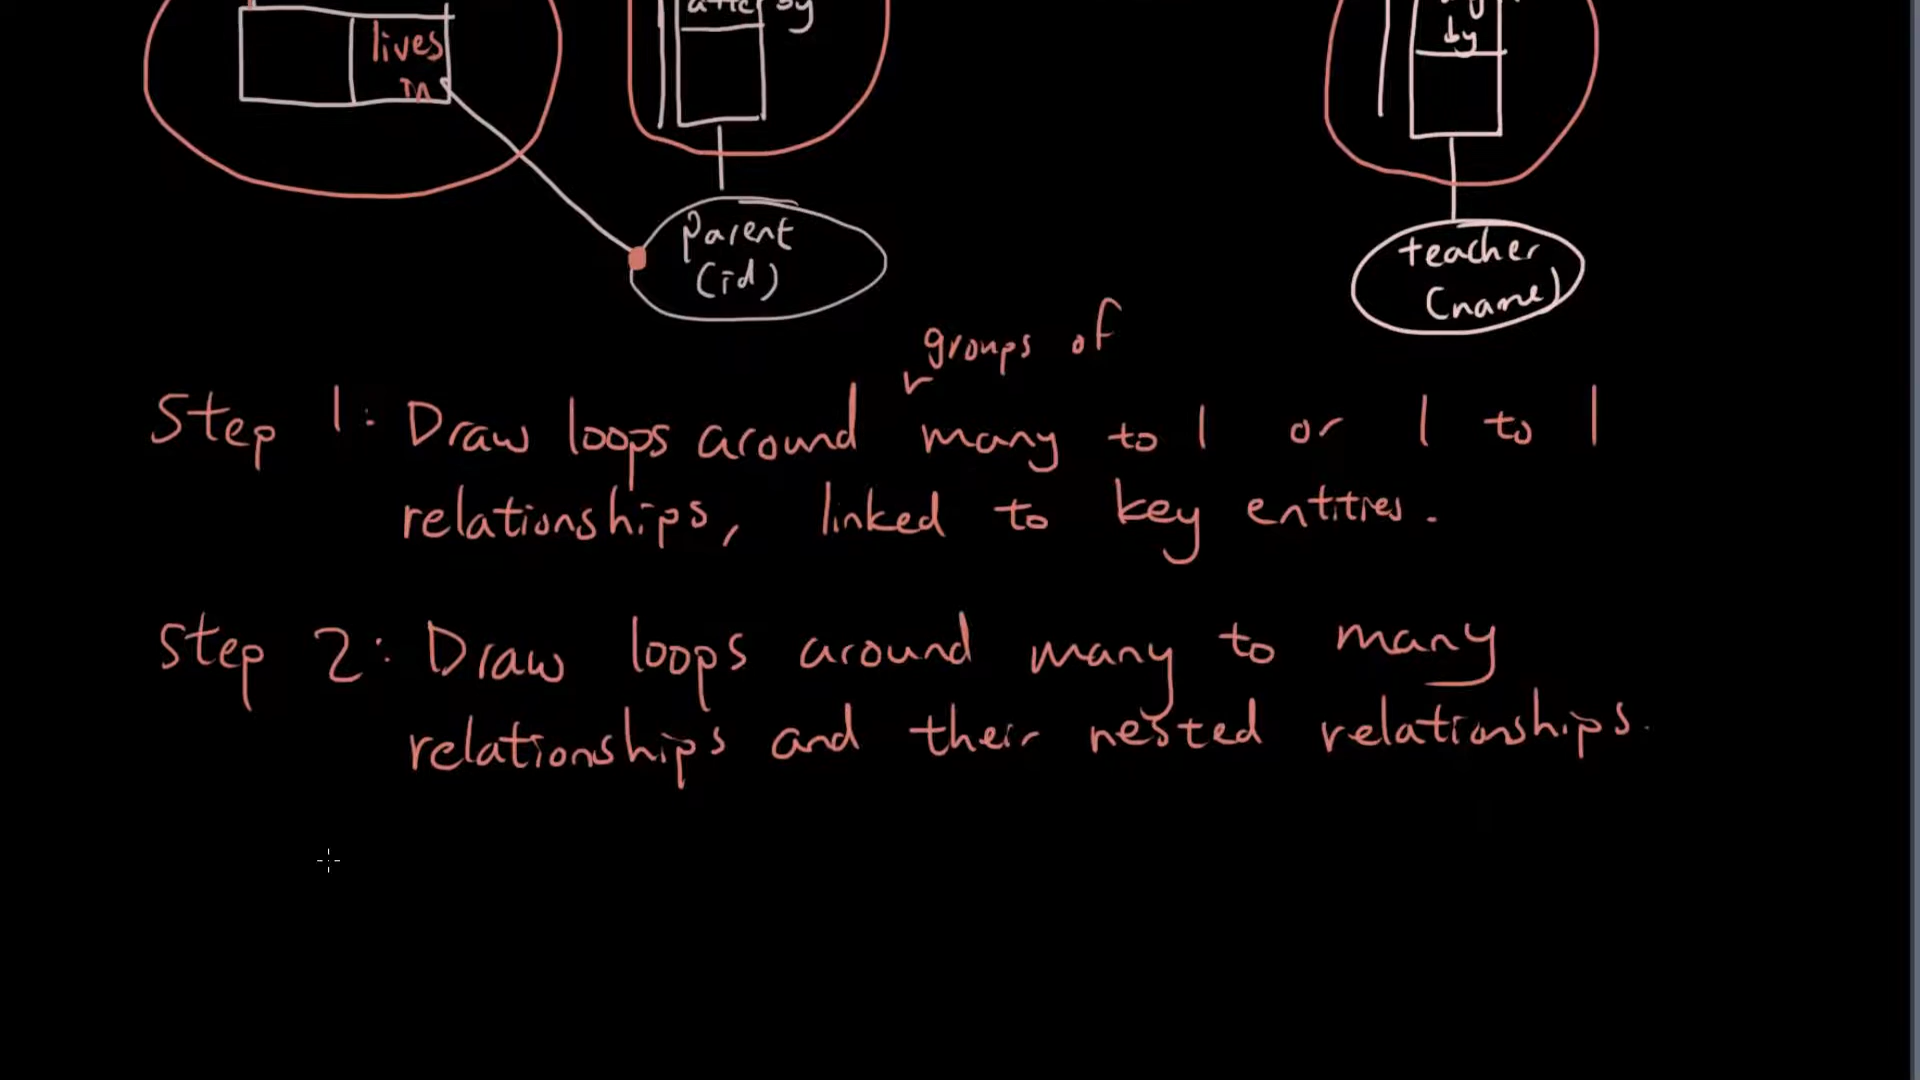 lives
in
by
by
Parent
(id)
teacher
(name)
groups of
Step 1: Draw loops around many to 1 or 1 to 1
relationships, linked to key entities.
Step 2: Draw loops around many to many
relationships and their nested relationships.